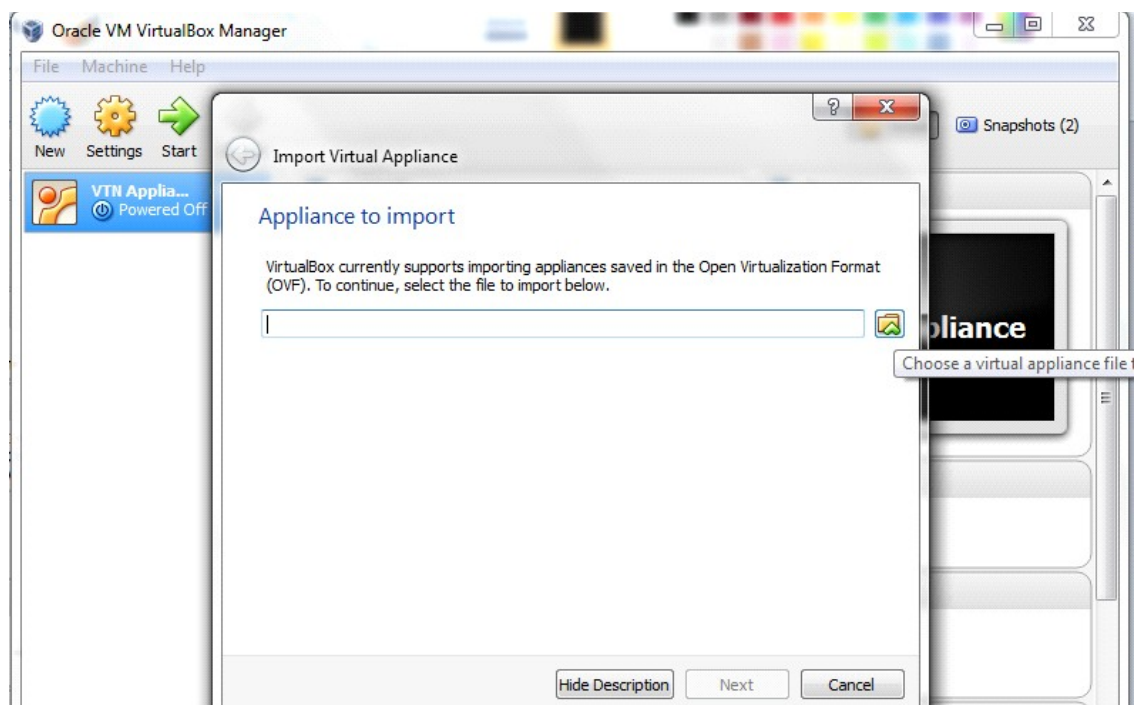 Oracle VM VirtualBox Manager
File Machine Help
New Settings Start
Snapshots (2)
Import Virtual Appliance
VTN Applia...
Powered Off
Appliance to import
VirtualBox currently supports importing appliances saved in the Open Virtualization Format
(OVF). To continue, select the file to import below.
pliance
Choose a virtual appliance file t
Hide Description Next Cancel